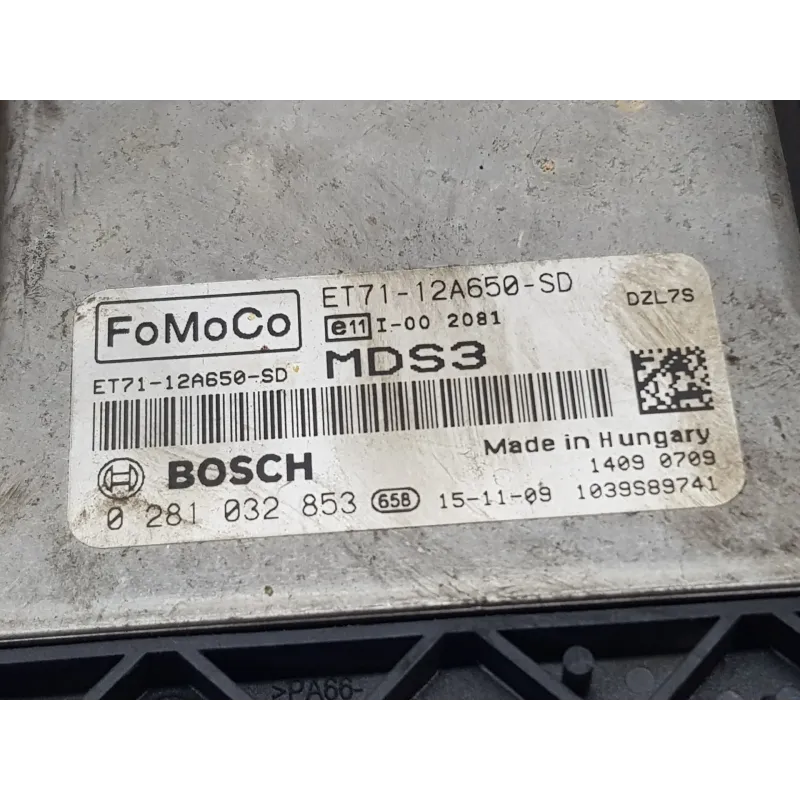 FoMoCo
ET71-12A650-SD
DZL7S
e11 I-00 2081
MDS3
ET71-12A650-SD
Made in Hungary
BOSCH
1409 0709
0 281 032 853 65B 15-11-09 1039S89741
>PA66-